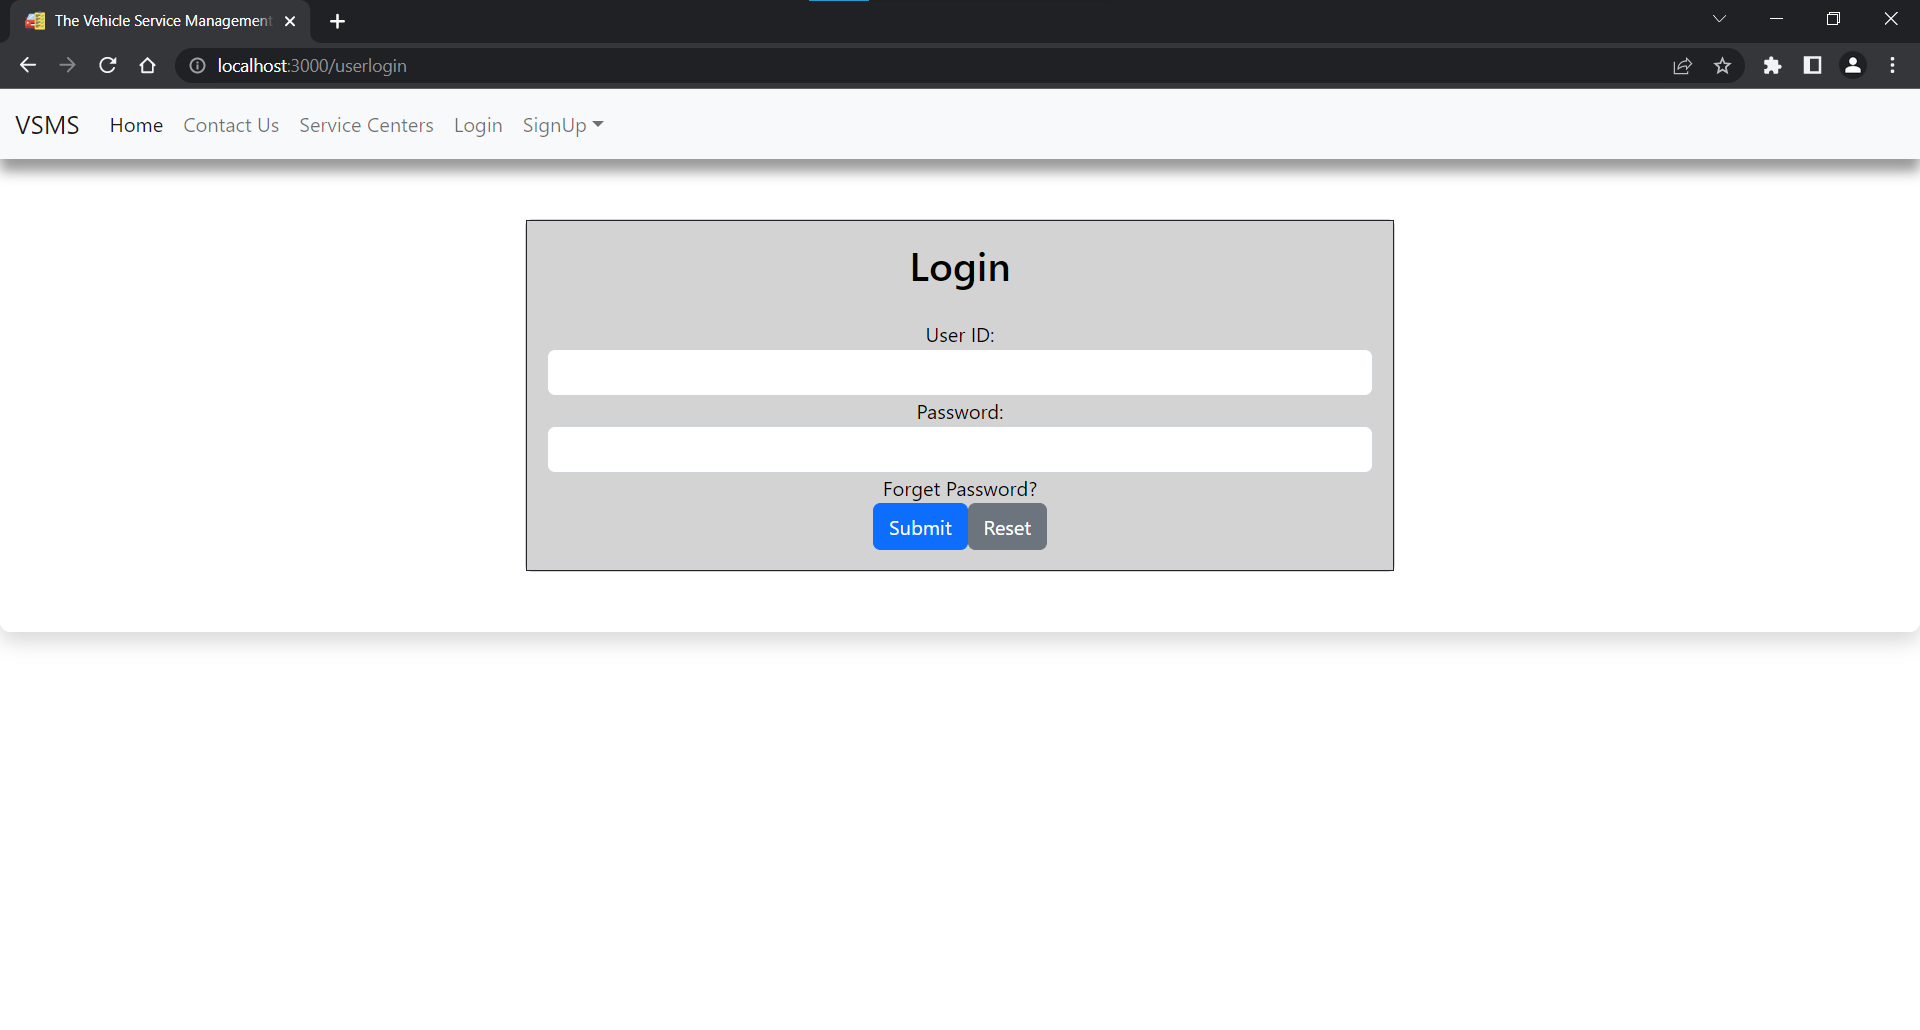 The Vehicle Service Management
localhost:3000/userlogin
VSMS Home Contact Us Service Centers Login SignUp
Login
User ID:
Password:
Forget Password?
Submit Reset